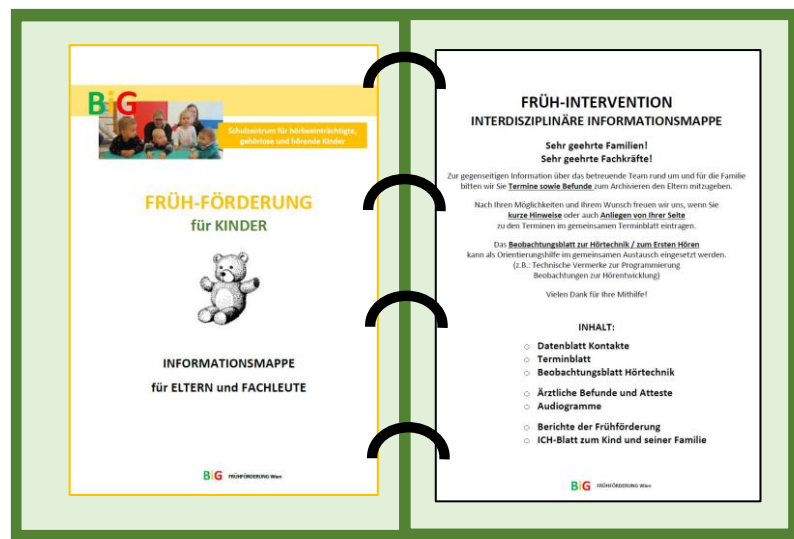 BiG
Schulzentrum für hörbeeinträchtigte,
gehörlose und hörende Kinder
FRÜH-FÖRDERUNG
für KINDER
INFORMATIONSMAPPE
für ELTERN und FACHLEUTE
BiG FRÜHFÖRDERUNG Wien
FRÜH-INTERVENTION
INTERDISZIPLINÄRE INFORMATIONSMAPPE
Sehr geehrte Familien!
Sehr geehrte Fachkräfte!
Zur gegenseitigen Information über das betreuende Team rund um und für die Familie
bitten wir Sie Termine sowie Befunde zum Archivieren den Eltern mitzugeben.
Nach Ihren Möglichkeiten und Ihrem Wunsch freuen wir uns, wenn Sie
kurze Hinweise oder auch Anliegen von Ihrer Seite
zu den Terminen im gemeinsamen Terminblatt eintragen.
Das Beobachtungsblatt zur Hörtechnik / zum Ersten Hören
kann als Orientierungshilfe im gemeinsamen Austausch eingesetzt werden.
(z.B.: Technische Vermerke zur Programmierung
Beobachtungen zur Hörentwicklung)
Vielen Dank für Ihre Mithilfe!
INHALT:
◇ Datenblatt Kontakte
◇ Terminblatt
◇ Beobachtungsblatt Hörtechnik
◇ Ärztliche Befunde und Atteste
◇ Audiogramme
◇ Berichte der Frühförderung
◇ ICH-Blatt zum Kind und seiner Familie
BiG FRÜHFÖRDERUNG Wien